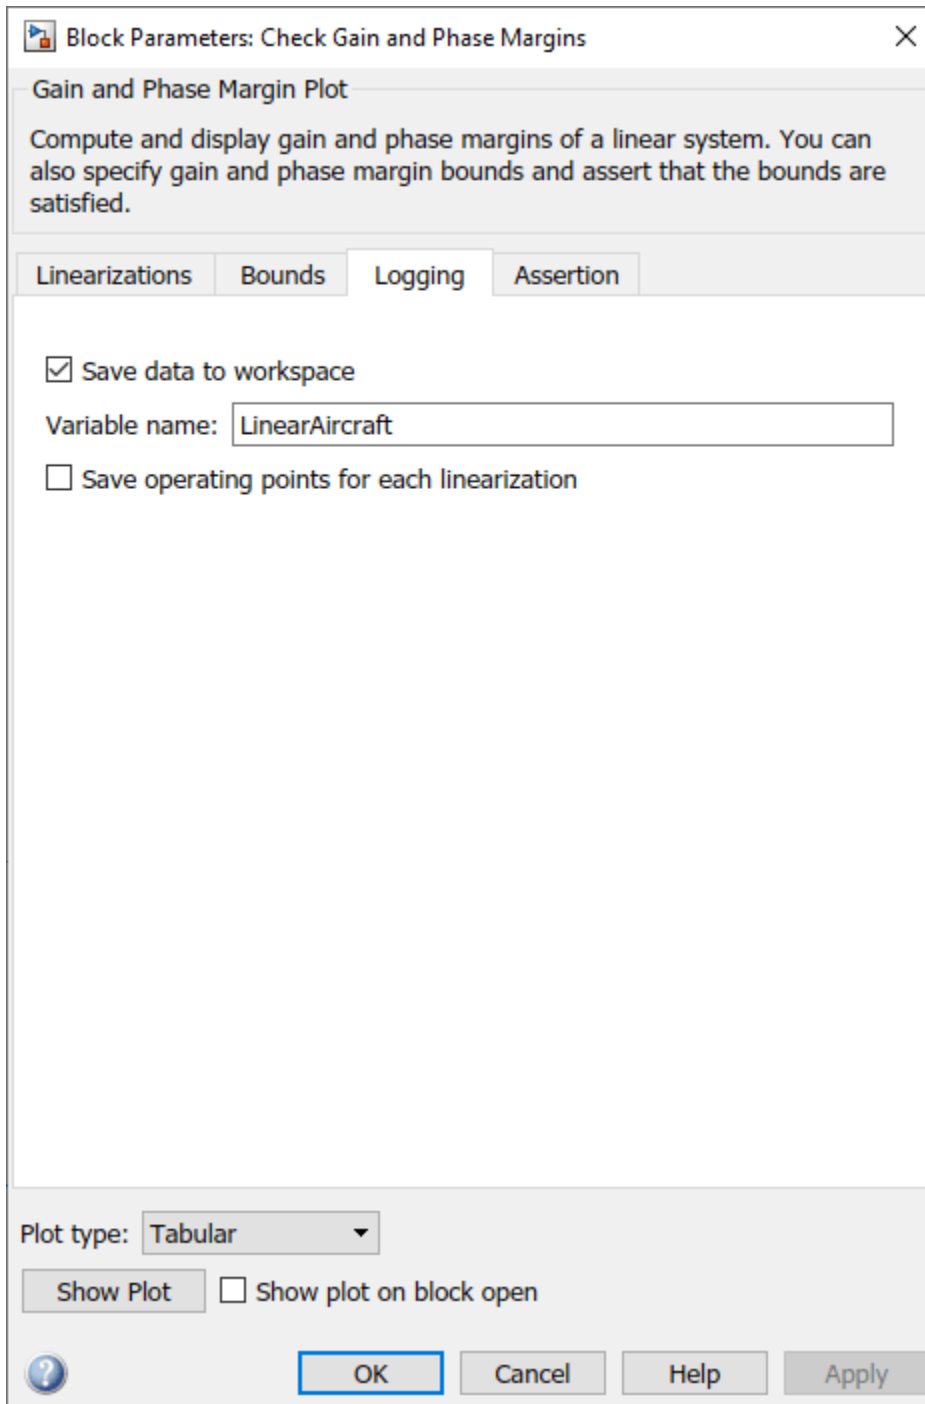 Block Parameters: Check Gain and Phase Margins
Gain and Phase Margin Plot
Compute and display gain and phase margins of a linear system. You can
also specify gain and phase margin bounds and assert that the bounds are
satisfied.
Linearizations Bounds Logging Assertion
Save data to workspace
Variable name: LinearAircraft
Save operating points for each linearization
Plot type: Tabular
Show Plot Show plot on block open
? OK Cancel Help Apply